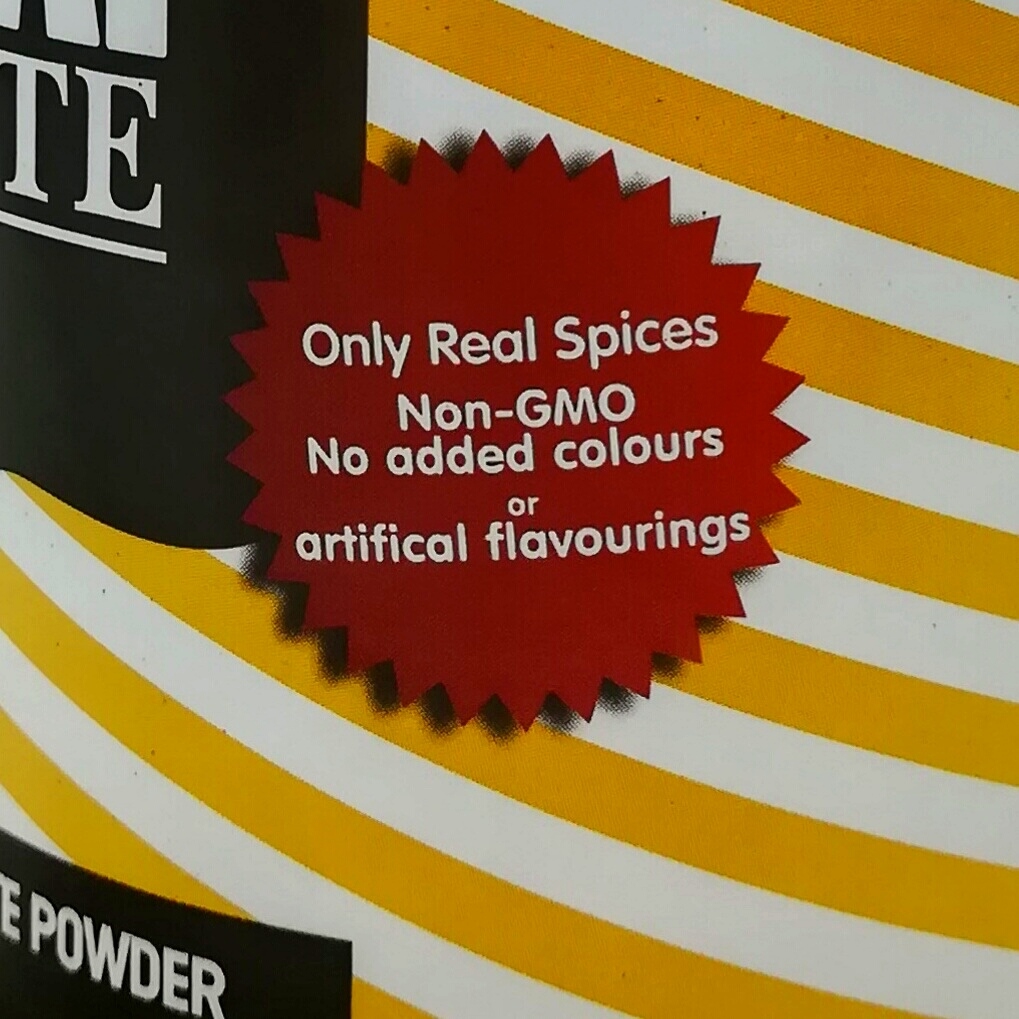 TE
Only Real Spices
Non-GMO
No added colours
or
artifical flavourings
POWDER